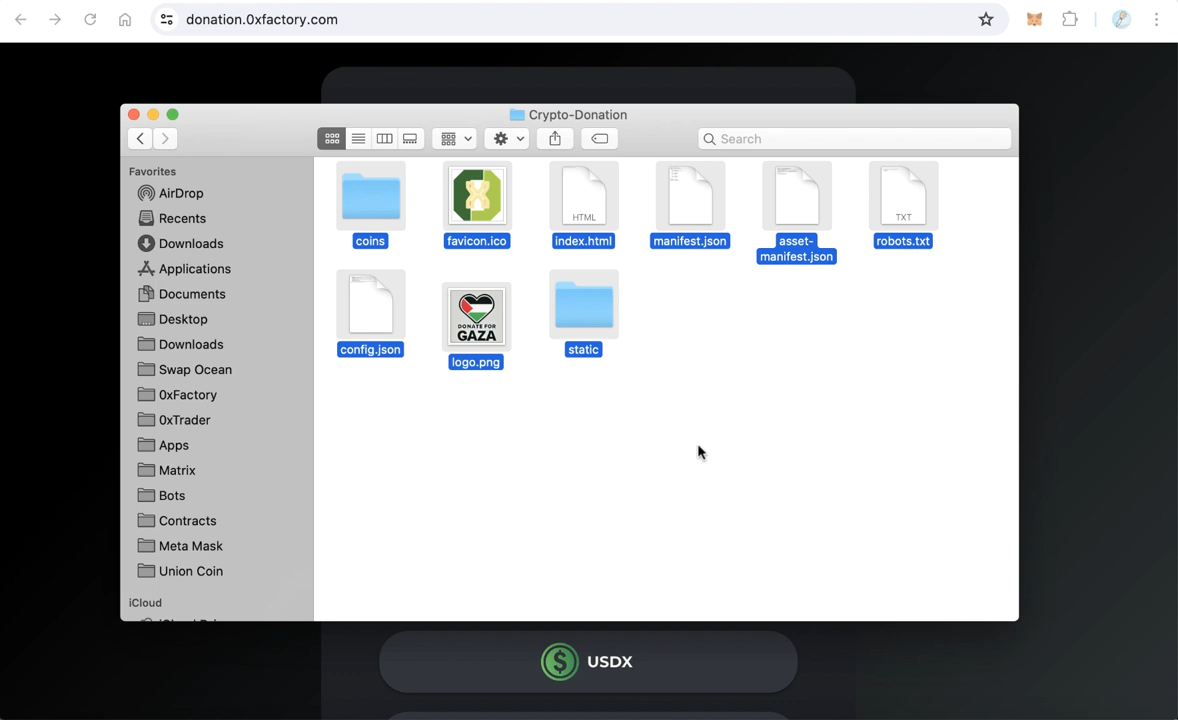 donation.0xfactory.com
Crypto-Donation
Search
Favorites
AirDrop
Recents
Downloads
Applications
Documents
Desktop
Downloads
Swap Ocean
0xFactory
0xTrader
Apps
Matrix
Bots
Contracts
Meta Mask
Union Coin
iCloud
HTML
TXT
coins
favicon.ico
index.html
manifest.json
asset-
manifest.json
robots.txt
DONATE FOR
GAZA
config.json
logo.png
static
USDX